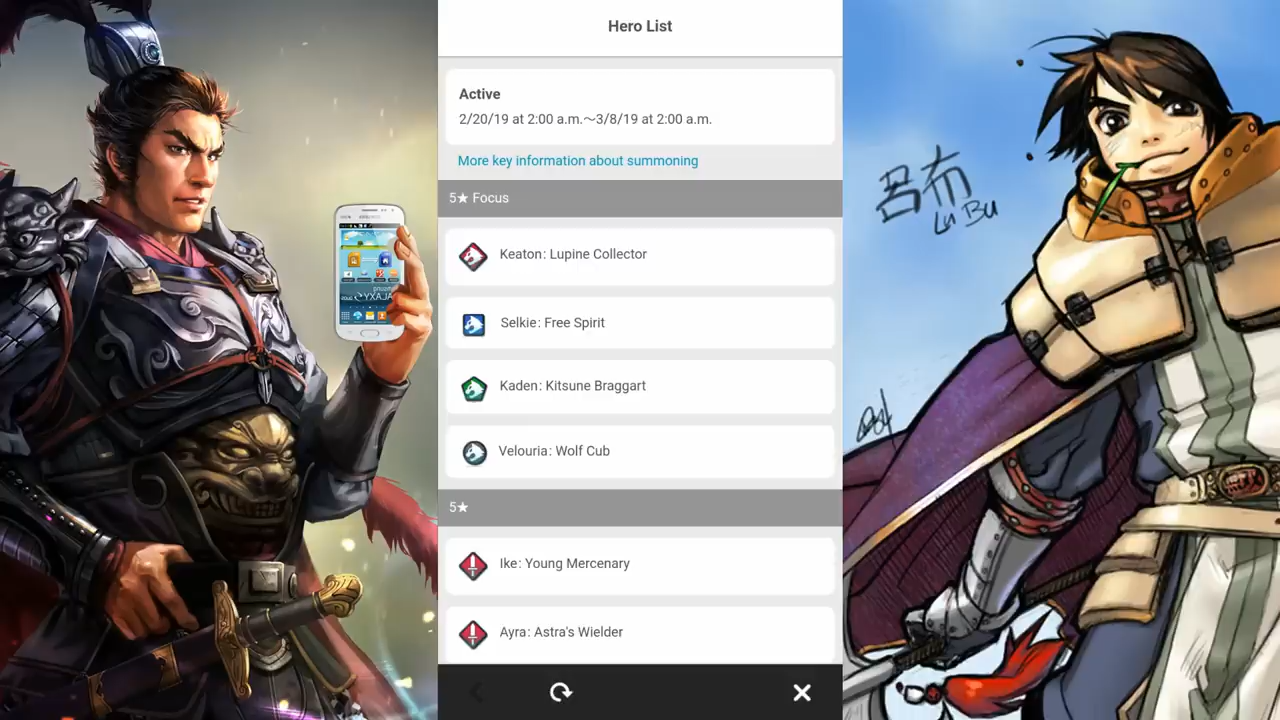 Hero List
Active
2/20/19 at 2:00 a.m.～3/8/19 at 2:00 a.m.
More key information about summoning
5★ Focus
Keaton: Lupine Collector
Selkie: Free Spirit
Kaden: Kitsune Braggart
Velouria: Wolf Cub
5★
Ike: Young Mercenary
Ayra: Astra's Wielder
呂布
Lu Bu